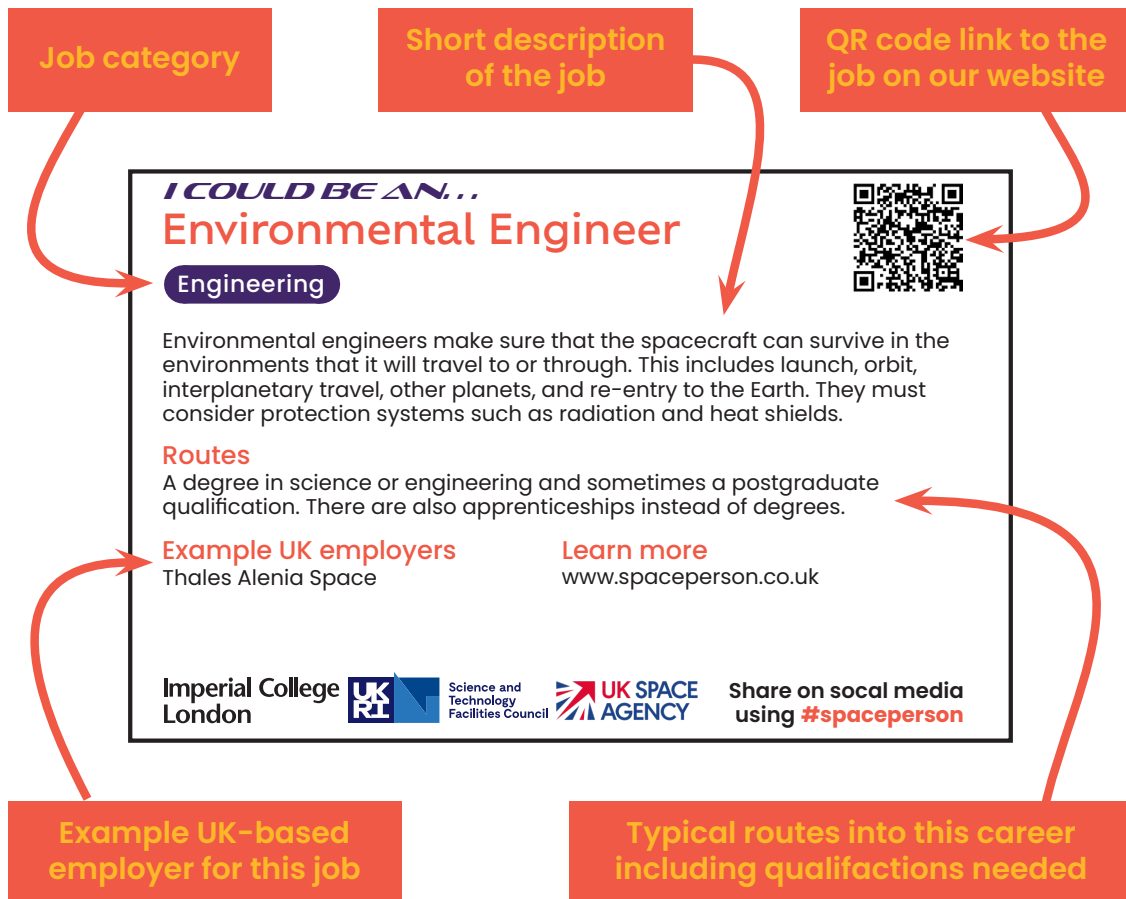 Job category
Short description
of the job
QR code link to the
job on our website
I COULD BE AN...
Environmental Engineer
Engineering
Environmental engineers make sure that the spacecraft can survive in the
environments that it will travel to or through. This includes launch, orbit,
interplanetary travel, other planets, and re-entry to the Earth. They must
consider protection systems such as radiation and heat shields.
Routes
A degree in science or engineering and sometimes a postgraduate
qualification. There are also apprenticeships instead of degrees.
Example UK employers
Thales Alenia Space
Learn more
www.spaceperson.co.uk
Imperial College
London
UK
RI
Science and
Technology
Facilities Council
UK SPACE
AGENCY
Share on socal media
using #spaceperson
Example UK-based
employer for this job
Typical routes into this career
including qualifactions needed